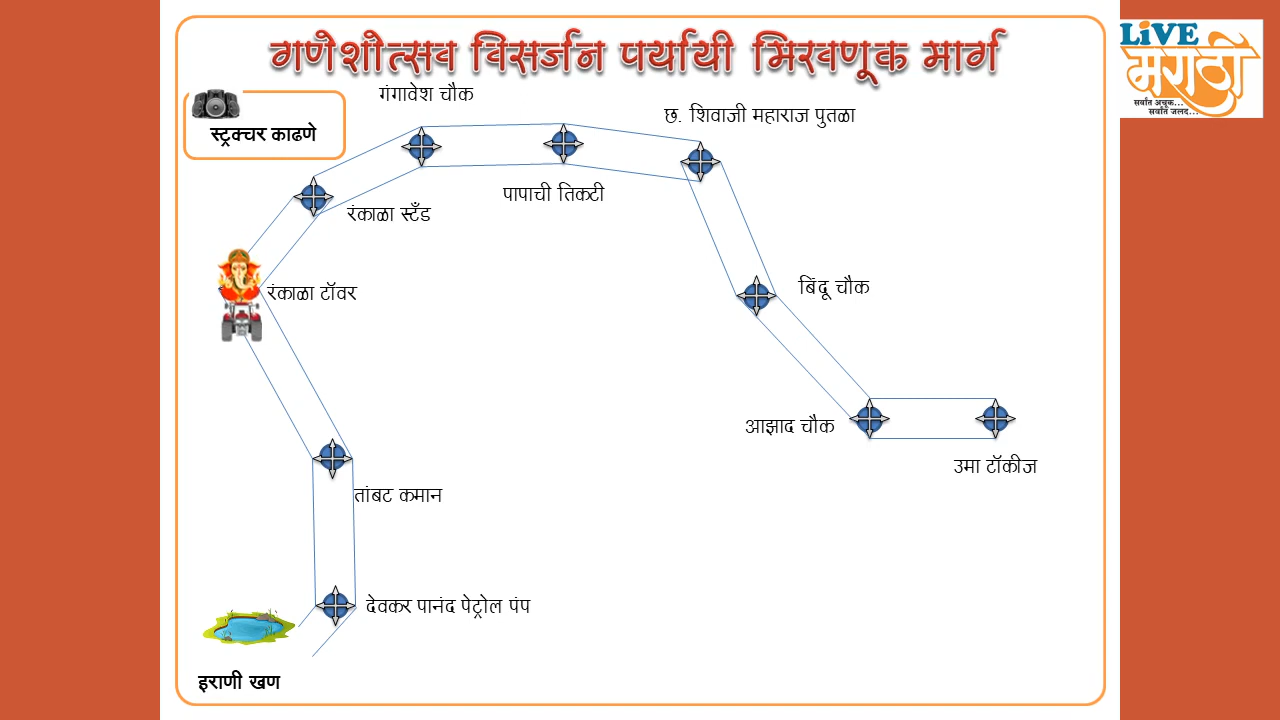 गणेशोत्सव विसर्जन पर्यायी मिरवणूक मार्ग
LiVE
मराठी
सर्वांत अचूक...
सर्वांत जलद...
स्ट्रक्चर काढणे
गंगावेश चौक
छ. शिवाजी महाराज पुतळा
पापाची तिकटी
रंकाळा स्टँड
रंकाळा टॉवर
बिंदू चौक
आझाद चौक
उमा टॉकीज
तांबट कमान
देवकर पानंद पेट्रोल पंप
इराणी खण